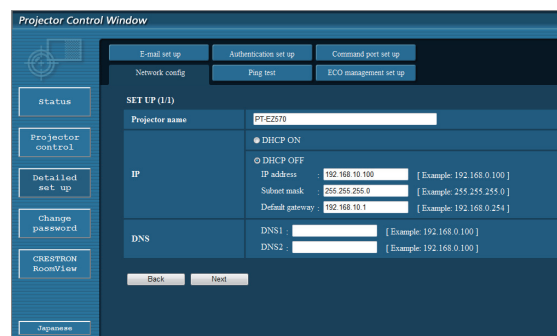 Projector Control Window
E-mail set up
Authentication set up
Command port set up
Network config
Ping test
ECO management set up
Status
Projector control
Detailed set up
Change password
CRESTRON RoomView
Japanese
SET UP (1/1)
Projector name
PT-EZ570
IP
DHCP ON
DHCP OFF
IP address : 192.168.10.100 [ Example: 192.168.0.100 ]
Subnet mask : 255.255.255.0 [ Example: 255.255.255.0 ]
Default gateway : 192.168.10.1 [ Example: 192.168.0.254 ]
DNS
DNS1 : [ Example: 192.168.0.100 ]
DNS2 : [ Example: 192.168.0.100 ]
Back
Next